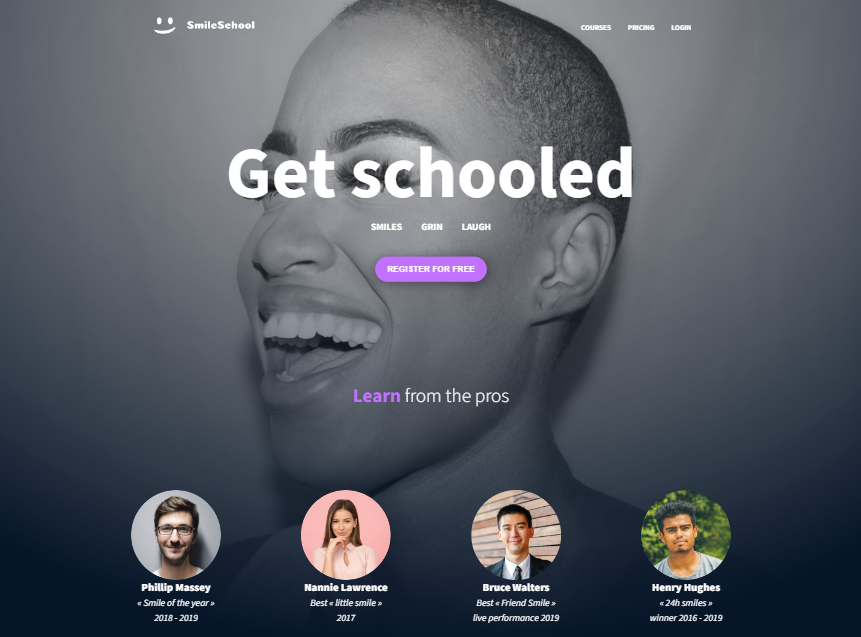 SmileSchool
COURSES PRICING LOGIN
Get schooled
SMILES GRIN LAUGH
REGISTER FOR FREE
Learn from the pros
Phillip Massey
« Smile of the year »
2018 - 2019
Nannie Lawrence
Best « little smile »
2017
Bruce Walters
Best « Friend Smile »
live performance 2019
Henry Hughes
« 24h smiles »
winner 2016 - 2019